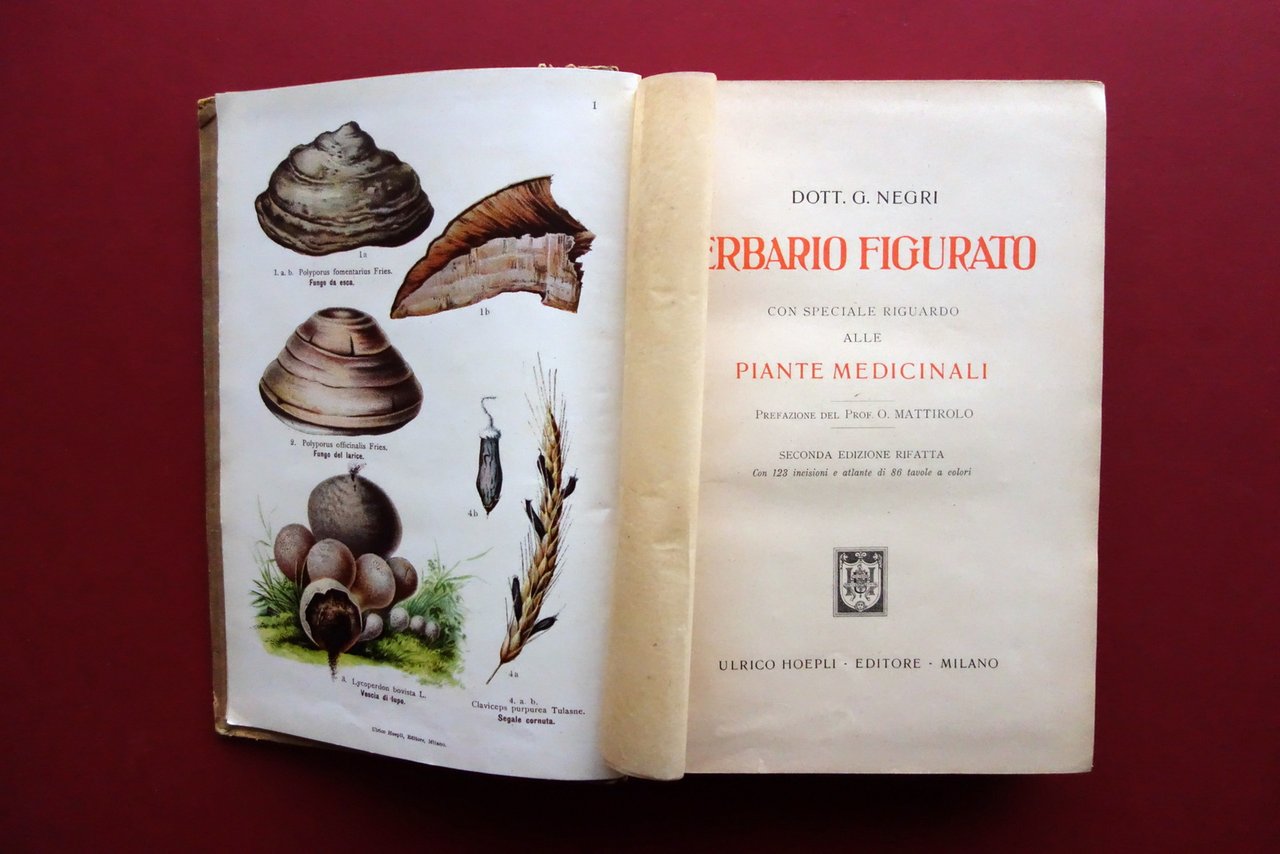 1
1a
1. a. b. Polyporus fomentarius Fries.
Fungo da esca.
1b
2. Polyporus officinalis Fries.
Fungo del larice.
4b
3. Lycoperdon bovista L.
Vescia di lupo.
4a
4. a. b.
Claviceps purpurea Tulasne.
Segale cornuta.
Ulrico Hoepli, Editore, Milano.
DOTT. G. NEGRI
ERBARIO FIGURATO
CON SPECIALE RIGUARDO
ALLE
PIANTE MEDICINALI
PREFAZIONE DEL PROF. O. MATTIROLO
SECONDA EDIZIONE RIFATTA
Con 123 incisioni e atlante di 86 tavole a colori
ULRICO HOEPLI - EDITORE - MILANO